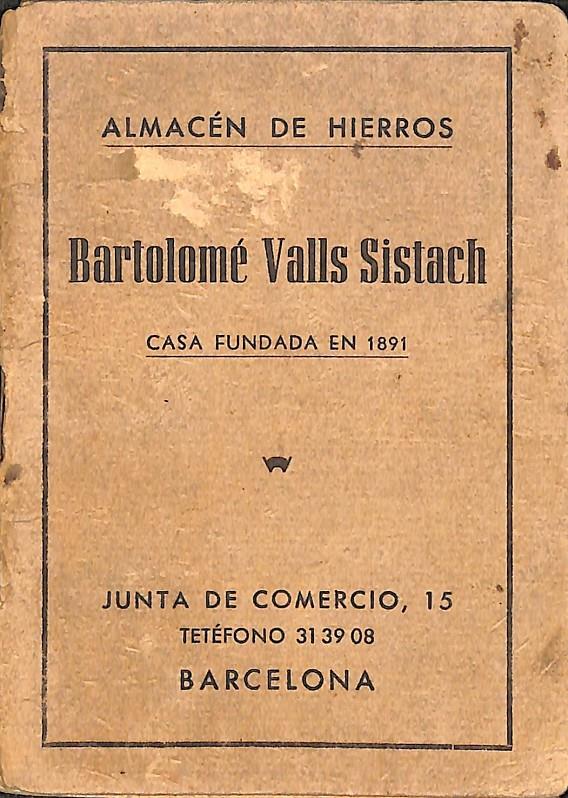 ALMACÉN DE HIERROS
Bartolomé Valls Sistach
CASA FUNDADA EN 1891
JUNTA DE COMERCIO, 15
TETÉFONO 31 39 08
BARCELONA